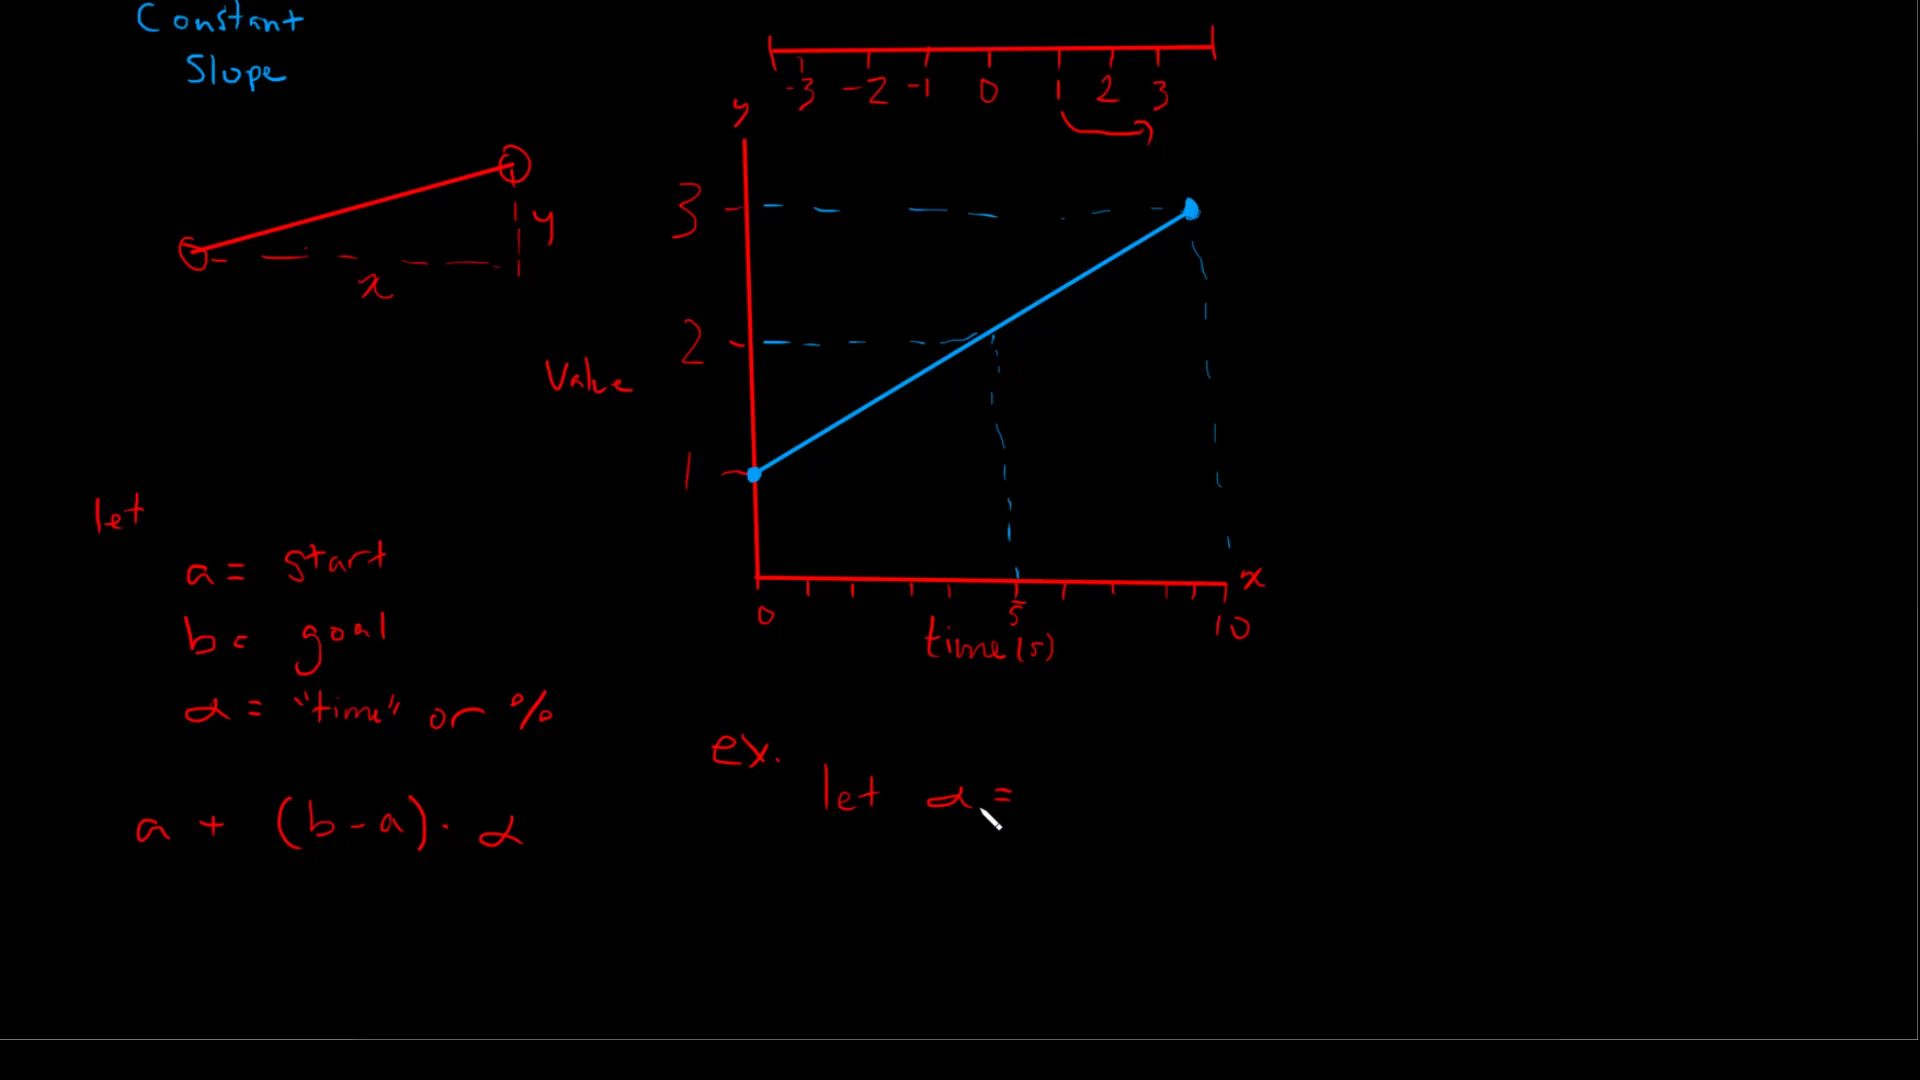 Constant
Slope
-3 -2 -1 0 1 2 3
y
3
y
x
2
Value
1
let
a = start
x
0 5 10
b = goal
time(s)
α = "time" or %
ex.
let α =
a + (b - a) · α